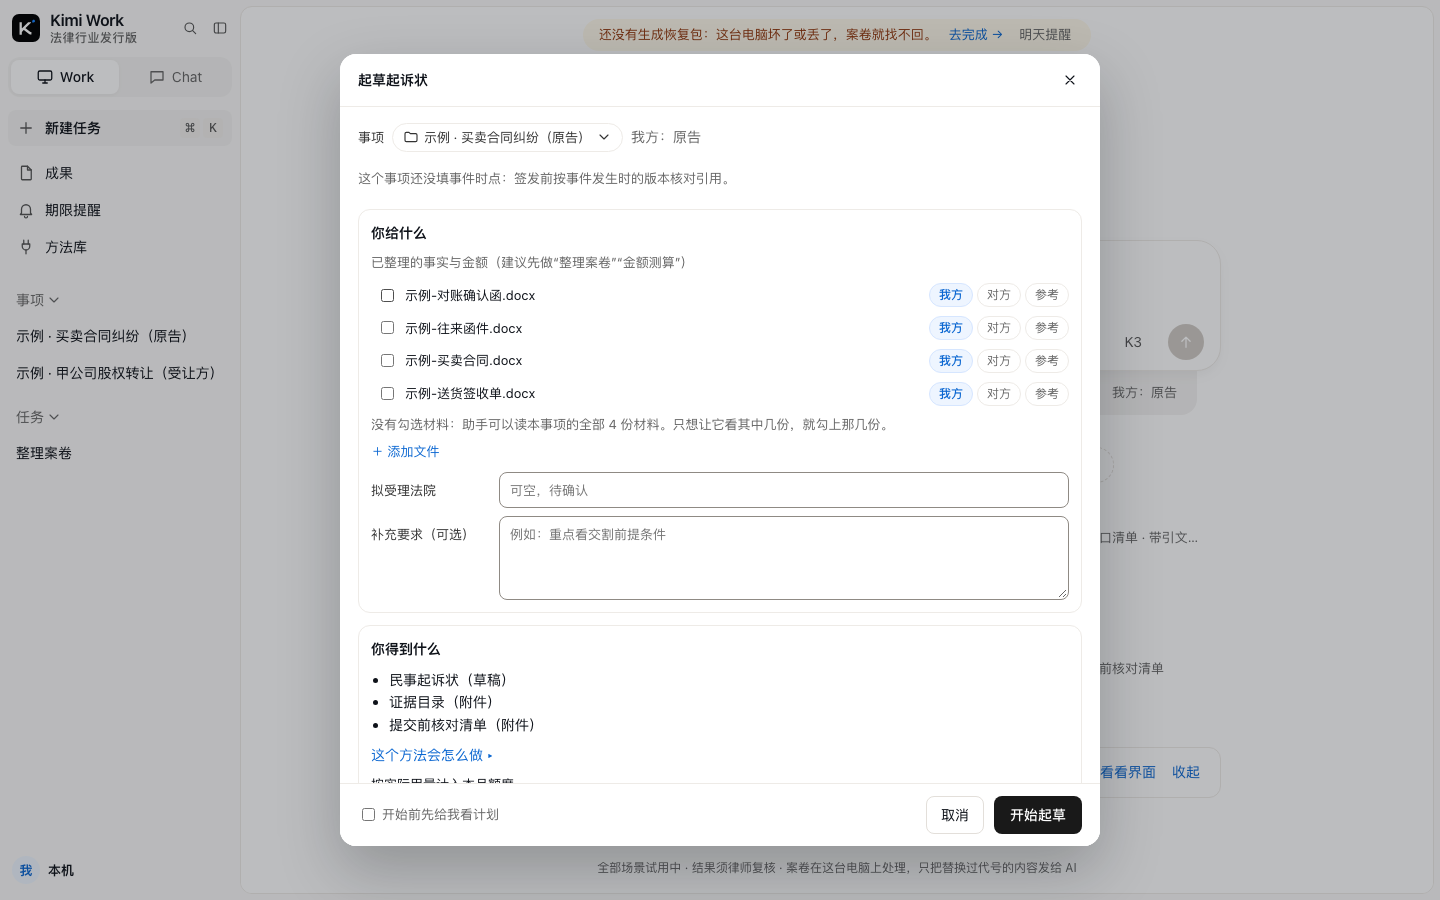 Kimi Work
法律行业发行版
Work
Chat
新建任务
⌘ K
成果
期限提醒
方法库
事项
示例 · 买卖合同纠纷（原告）
示例 · 甲公司股权转让（受让方）
任务
整理案卷
我 本机
还没有生成恢复包：这台电脑坏了或丢了，案卷就找不回。 去完成 → 明天提醒
起草起诉状
事项 示例 · 买卖合同纠纷（原告） 我方：原告
这个事项还没填事件时点：签发前按事件发生时的版本核对引用。
你给什么
已整理的事实与金额（建议先做“整理案卷”“金额测算”）
示例-对账确认函.docx 我方 对方 参考
示例-往来函件.docx 我方 对方 参考
示例-买卖合同.docx 我方 对方 参考
示例-送货签收单.docx 我方 对方 参考
没有勾选材料：助手可以读本事项的全部 4 份材料。只想让它看其中几份，就勾上那几份。
+ 添加文件
拟受理法院 可空，待确认
补充要求（可选） 例如：重点看交割前提条件
你得到什么
• 民事起诉状（草稿）
• 证据目录（附件）
• 提交前核对清单（附件）
这个方法会怎么做 ▸
按实际用量计入本月额度
开始前先给我看计划
取消
开始起草
K3
我方：原告
口清单 · 带引文…
前核对清单
看看界面 收起
全部场景试用中 · 结果须律师复核 · 案卷在这台电脑上处理，只把替换过代号的内容发给 AI